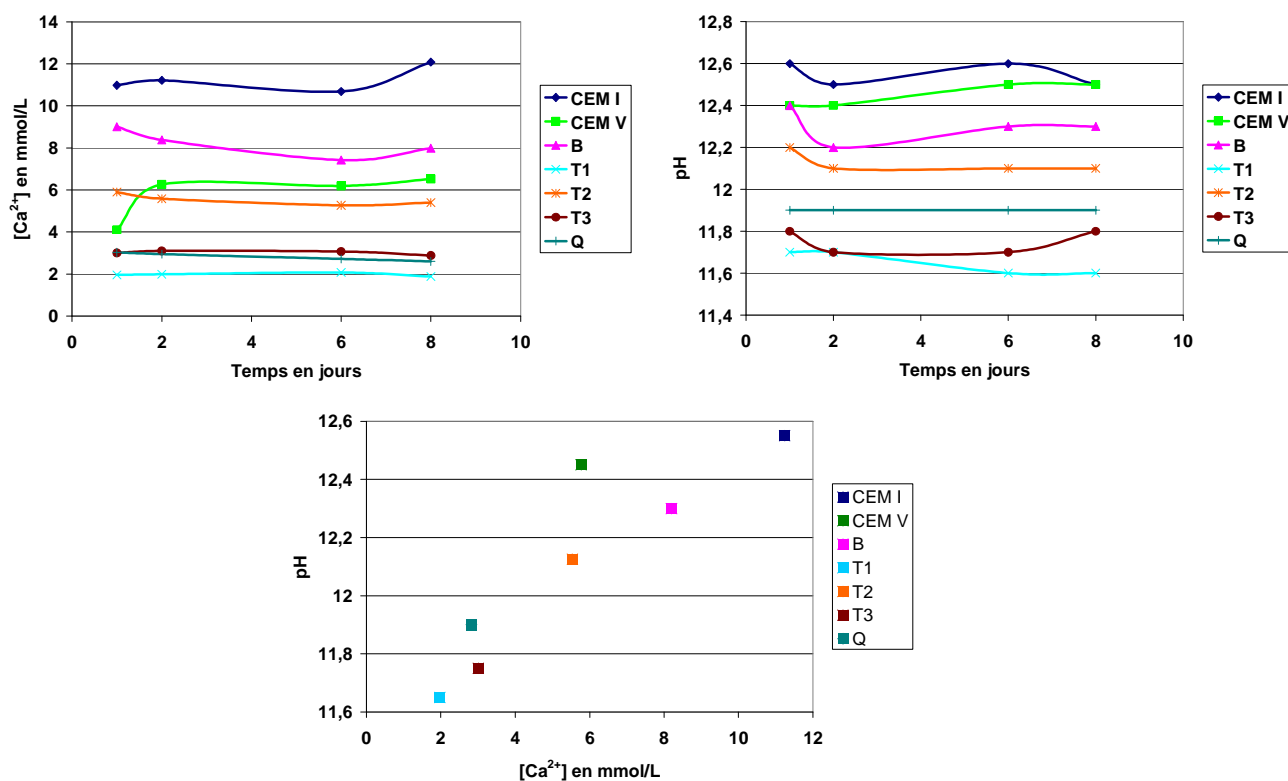 14
12
10
8
6
4
2
0
[Ca²⁺] en mmol/L
0 2 4 6 8 10
Temps en jours
CEM I
CEM V
B
T1
T2
T3
Q
12,8
12,6
12,4
12,2
12
11,8
11,6
11,4
pH
0 2 4 6 8 10
Temps en jours
CEM I
CEM V
B
T1
T2
T3
Q
12,6
12,4
12,2
12
11,8
11,6
pH
0 2 4 6 8 10 12
[Ca²⁺] en mmol/L
CEM I
CEM V
B
T1
T2
T3
Q